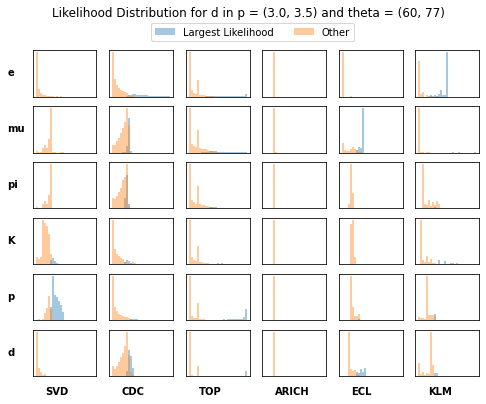 Likelihood Distribution for d in p = (3.0, 3.5) and theta = (60, 77)
Largest Likelihood Other
e
mu
pi
K
p
d
SVD CDC TOP ARICH ECL KLM